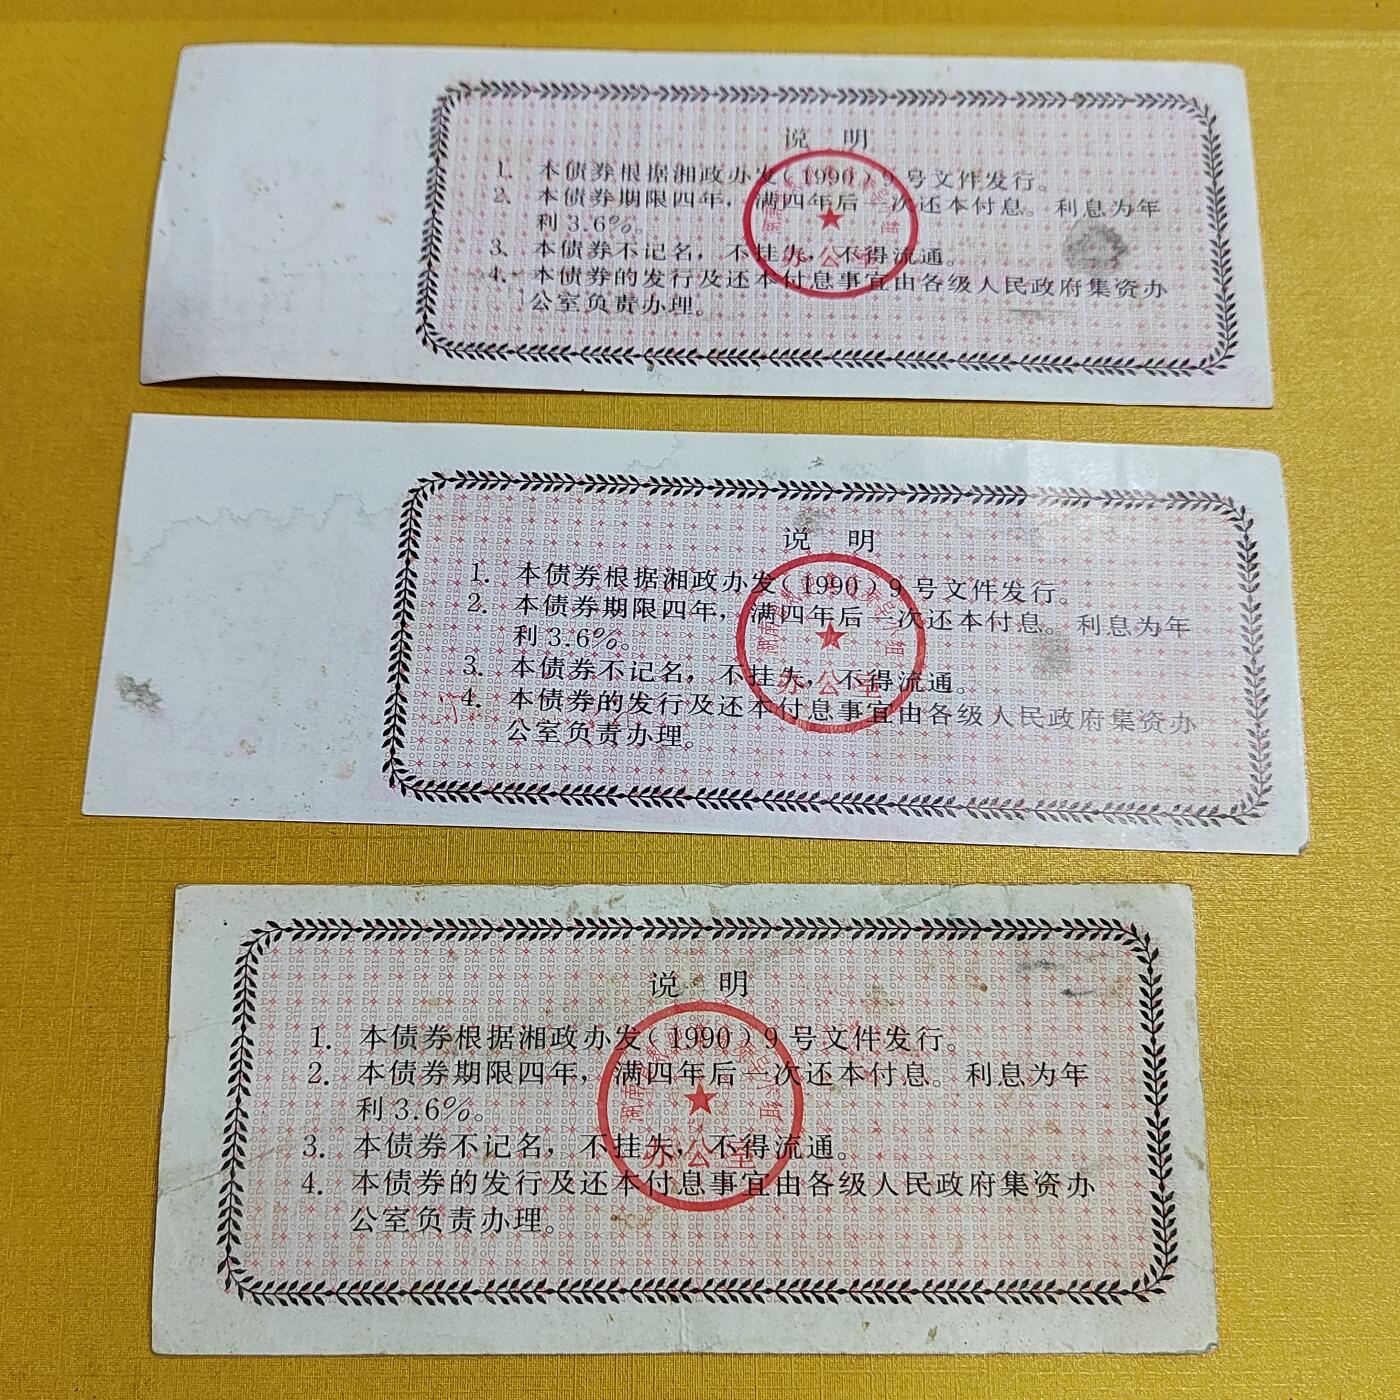 说 明
1. 本债券根据湘政办发（1990）9号文件发行。
2. 本债券期限四年，满四年后一次还本付息。利息为年
利3.6%。
3. 本债券不记名，不挂失，不得流通。
4. 本债券的发行及还本付息事宜由各级人民政府集资办
公室负责办理。
办公室
说 明
1. 本债券根据湘政办发（1990）9号文件发行。
2. 本债券期限四年，满四年后一次还本付息。利息为年
利3.6%。
3. 本债券不记名，不挂失，不得流通。
4. 本债券的发行及还本付息事宜由各级人民政府集资办
公室负责办理。
办公室
说 明
1. 本债券根据湘政办发（1990）9号文件发行。
2. 本债券期限四年，满四年后一次还本付息。利息为年
利3.6%。
3. 本债券不记名，不挂失，不得流通。
4. 本债券的发行及还本付息事宜由各级人民政府集资办
公室负责办理。
办公室